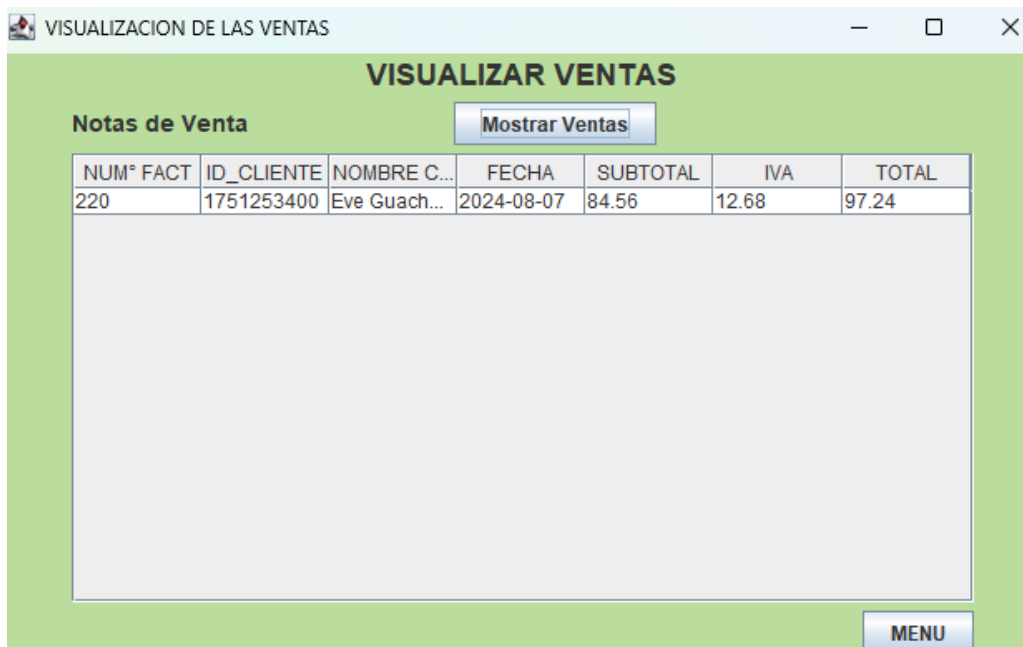 VISUALIZACION DE LAS VENTAS
VISUALIZAR VENTAS
Notas de Venta Mostrar Ventas
NUM° FACT ID_CLIENTE NOMBRE C... FECHA SUBTOTAL IVA TOTAL
220 1751253400 Eve Guach... 2024-08-07 84.56 12.68 97.24
MENU